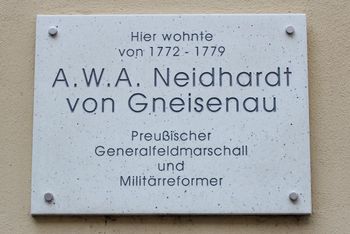 Hier wohnte
von 1772 - 1779
A.W.A. Neidhardt
von Gneisenau
Preußischer
Generalfeldmarschall
und
Militärreformer